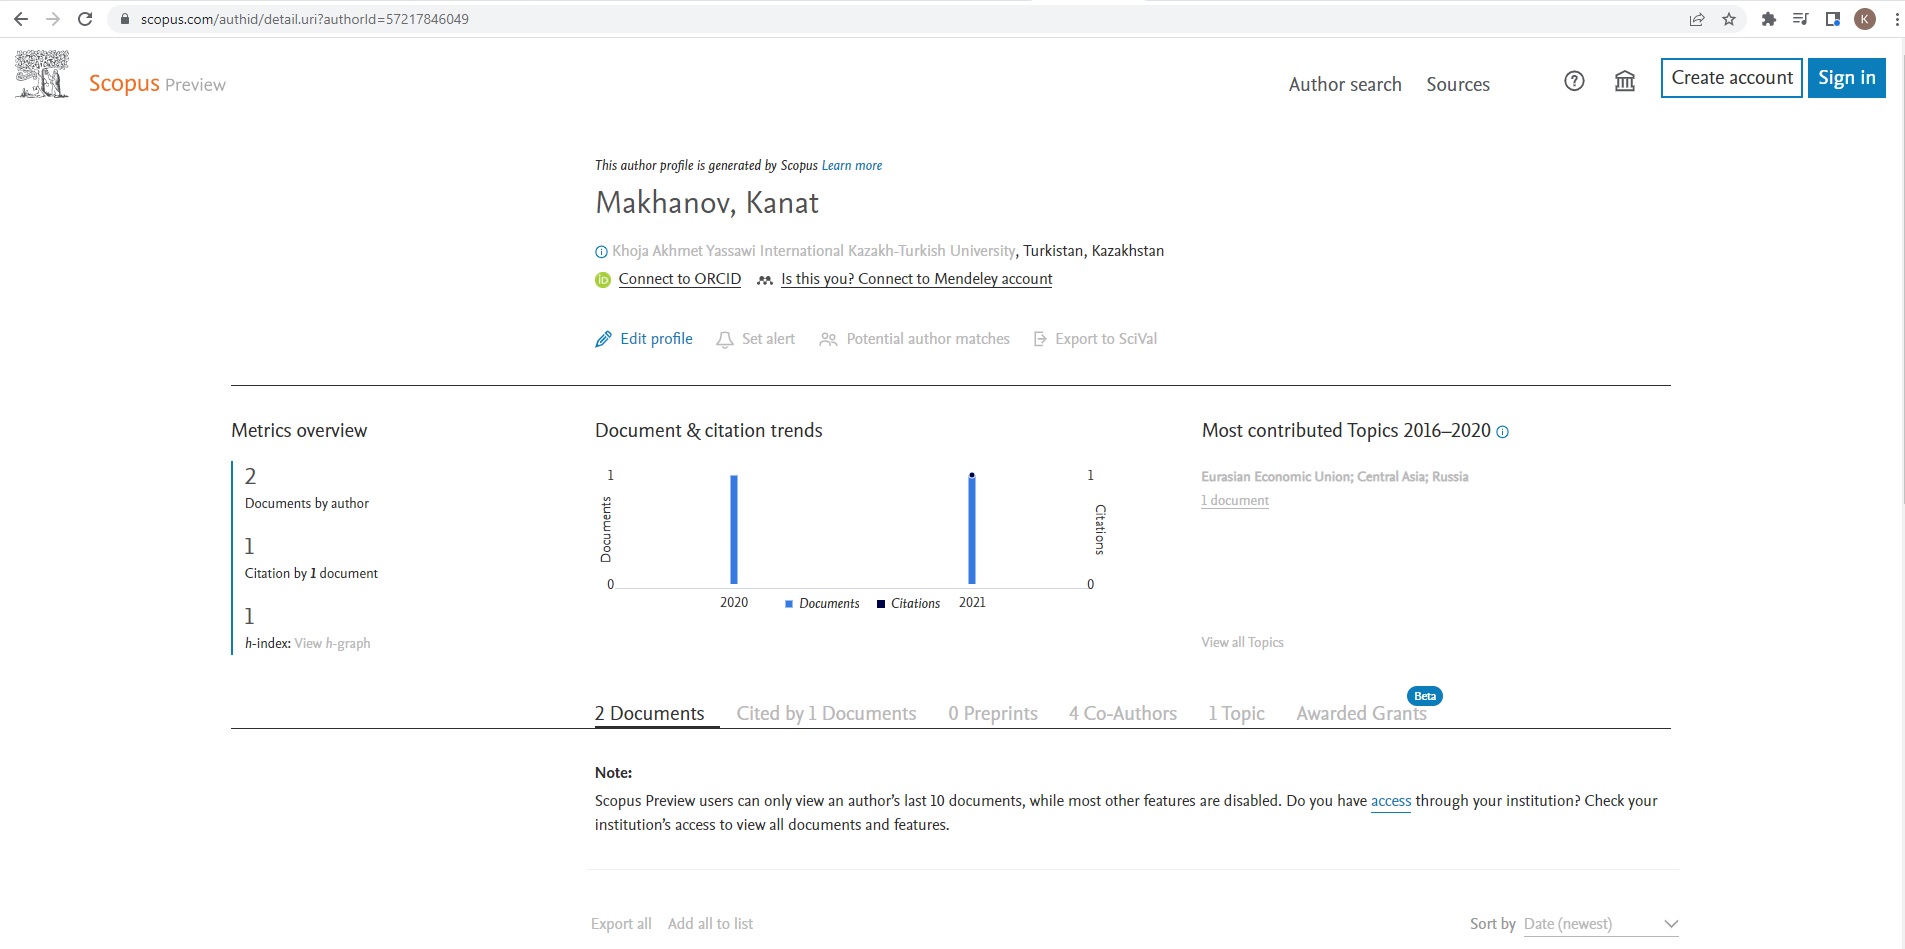 scopus.com/authid/detail.uri?authorId=57217846049
K
Scopus Preview
Author search
Sources
Create account
Sign in
This author profile is generated by Scopus Learn more
Makhanov, Kanat
Khoja Akhmet Yassawi International Kazakh-Turkish University, Turkistan, Kazakhstan
iD Connect to ORCID
Is this you? Connect to Mendeley account
Edit profile
Set alert
Potential author matches
Export to SciVal
Metrics overview
2
Documents by author
1
Citation by 1 document
1
h-index: View h-graph
Document & citation trends
1
Documents
0
2020
2021
1
Citations
0
Documents
Citations
Most contributed Topics 2016–2020
Eurasian Economic Union; Central Asia; Russia
1 document
View all Topics
2 Documents
Cited by 1 Documents
0 Preprints
4 Co-Authors
1 Topic
Awarded Grants
Beta
Note:
Scopus Preview users can only view an author’s last 10 documents, while most other features are disabled. Do you have access through your institution? Check your
institution’s access to view all documents and features.
Export all
Add all to list
Sort by Date (newest)